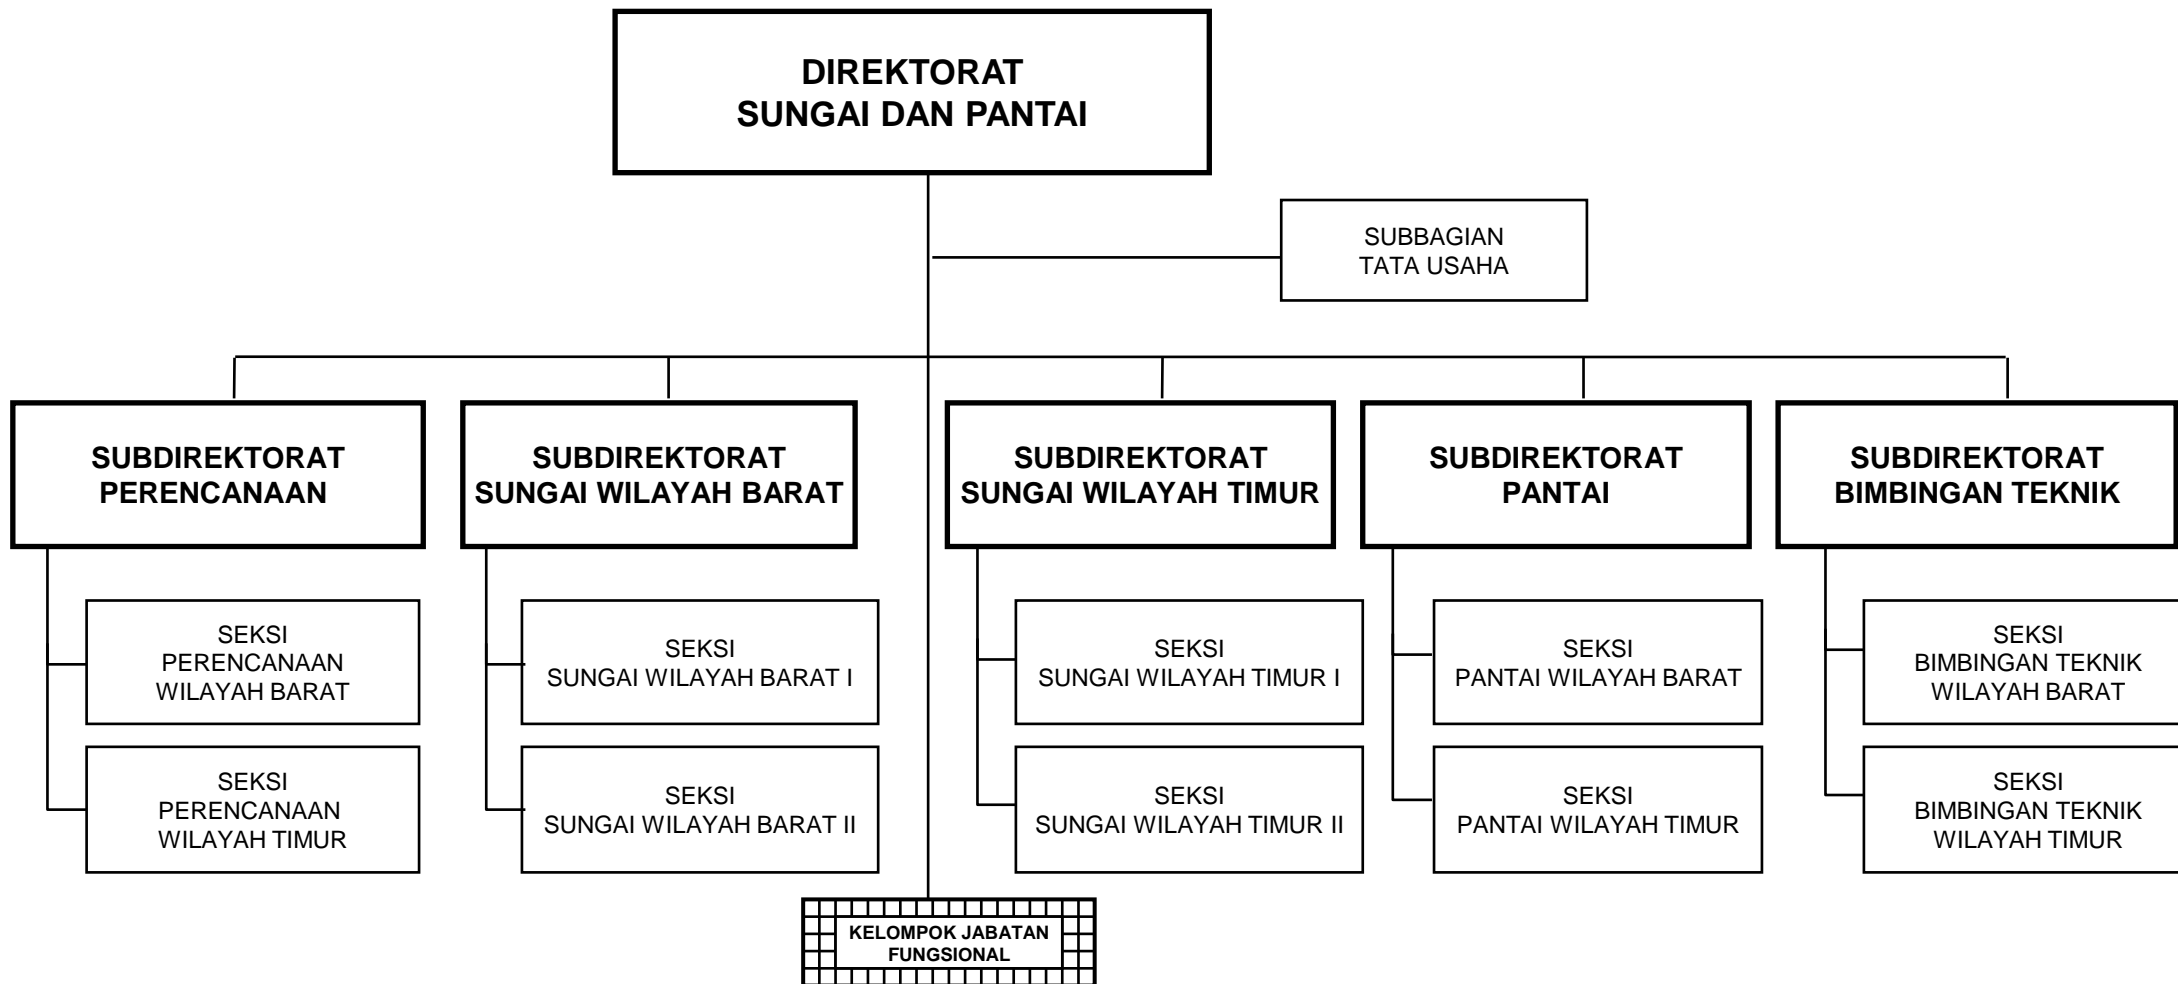 DIREKTORAT
SUNGAI DAN PANTAI
SUBBAGIAN
TATA USAHA
SUBDIREKTORAT
PERENCANAAN
SUBDIREKTORAT
SUNGAI WILAYAH BARAT
SUBDIREKTORAT
SUNGAI WILAYAH TIMUR
SUBDIREKTORAT
PANTAI
SUBDIREKTORAT
BIMBINGAN TEKNIK
SEKSI
PERENCANAAN
WILAYAH BARAT
SEKSI
SUNGAI WILAYAH BARAT I
SEKSI
SUNGAI WILAYAH TIMUR I
SEKSI
PANTAI WILAYAH BARAT
SEKSI
BIMBINGAN TEKNIK
WILAYAH BARAT
SEKSI
PERENCANAAN
WILAYAH TIMUR
SEKSI
SUNGAI WILAYAH BARAT II
SEKSI
SUNGAI WILAYAH TIMUR II
SEKSI
PANTAI WILAYAH TIMUR
SEKSI
BIMBINGAN TEKNIK
WILAYAH TIMUR
KELOMPOK JABATAN
FUNGSIONAL